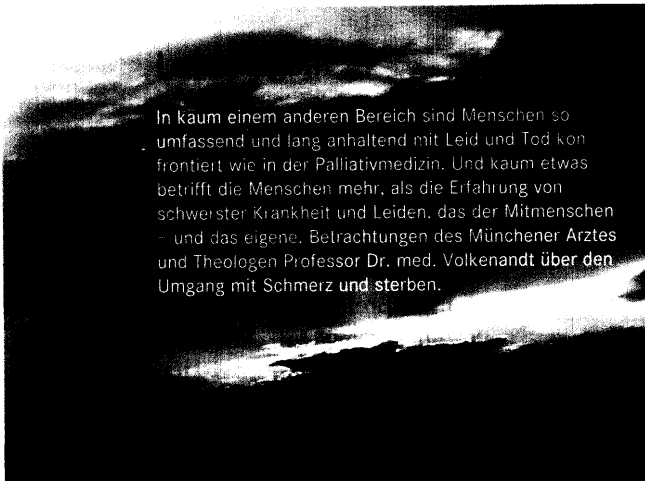 In kaum einem anderen Bereich sind Menschen so
umfassend und lang anhaltend mit Leid und Tod kon
frontiert wie in der Palliativmedizin. Und kaum etwas
betrifft die Menschen mehr, als die Erfahrung von
schwerster Krankheit und Leiden, das der Mitmenschen
– und das eigene. Betrachtungen des Münchener Arztes
und Theologen Professor Dr. med. Volkenandt über den
Umgang mit Schmerz und sterben.